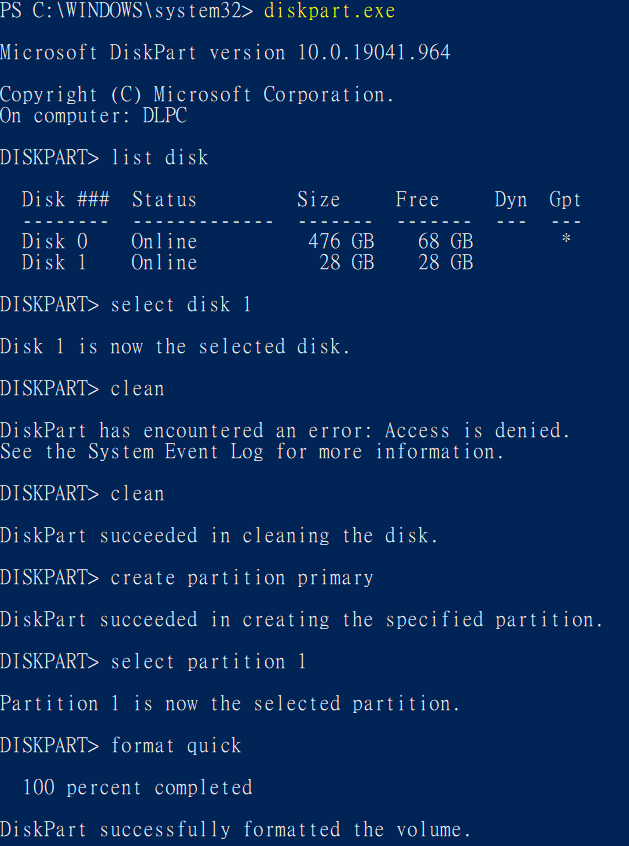 PS C:\WINDOWS\system32> diskpart.exe
Microsoft DiskPart version 10.0.19041.964
Copyright (C) Microsoft Corporation.
On computer: DLPC
DISKPART> list disk
  Disk ###  Status         Size     Free     Dyn  Gpt
  --------  -------------  -------  -------  ---  ---
  Disk 0    Online          476 GB    68 GB        *
  Disk 1    Online           28 GB    28 GB
DISKPART> select disk 1
Disk 1 is now the selected disk.
DISKPART> clean
DiskPart has encountered an error: Access is denied.
See the System Event Log for more information.
DISKPART> clean
DiskPart succeeded in cleaning the disk.
DISKPART> create partition primary
DiskPart succeeded in creating the specified partition.
DISKPART> select partition 1
Partition 1 is now the selected partition.
DISKPART> format quick
  100 percent completed
DiskPart successfully formatted the volume.